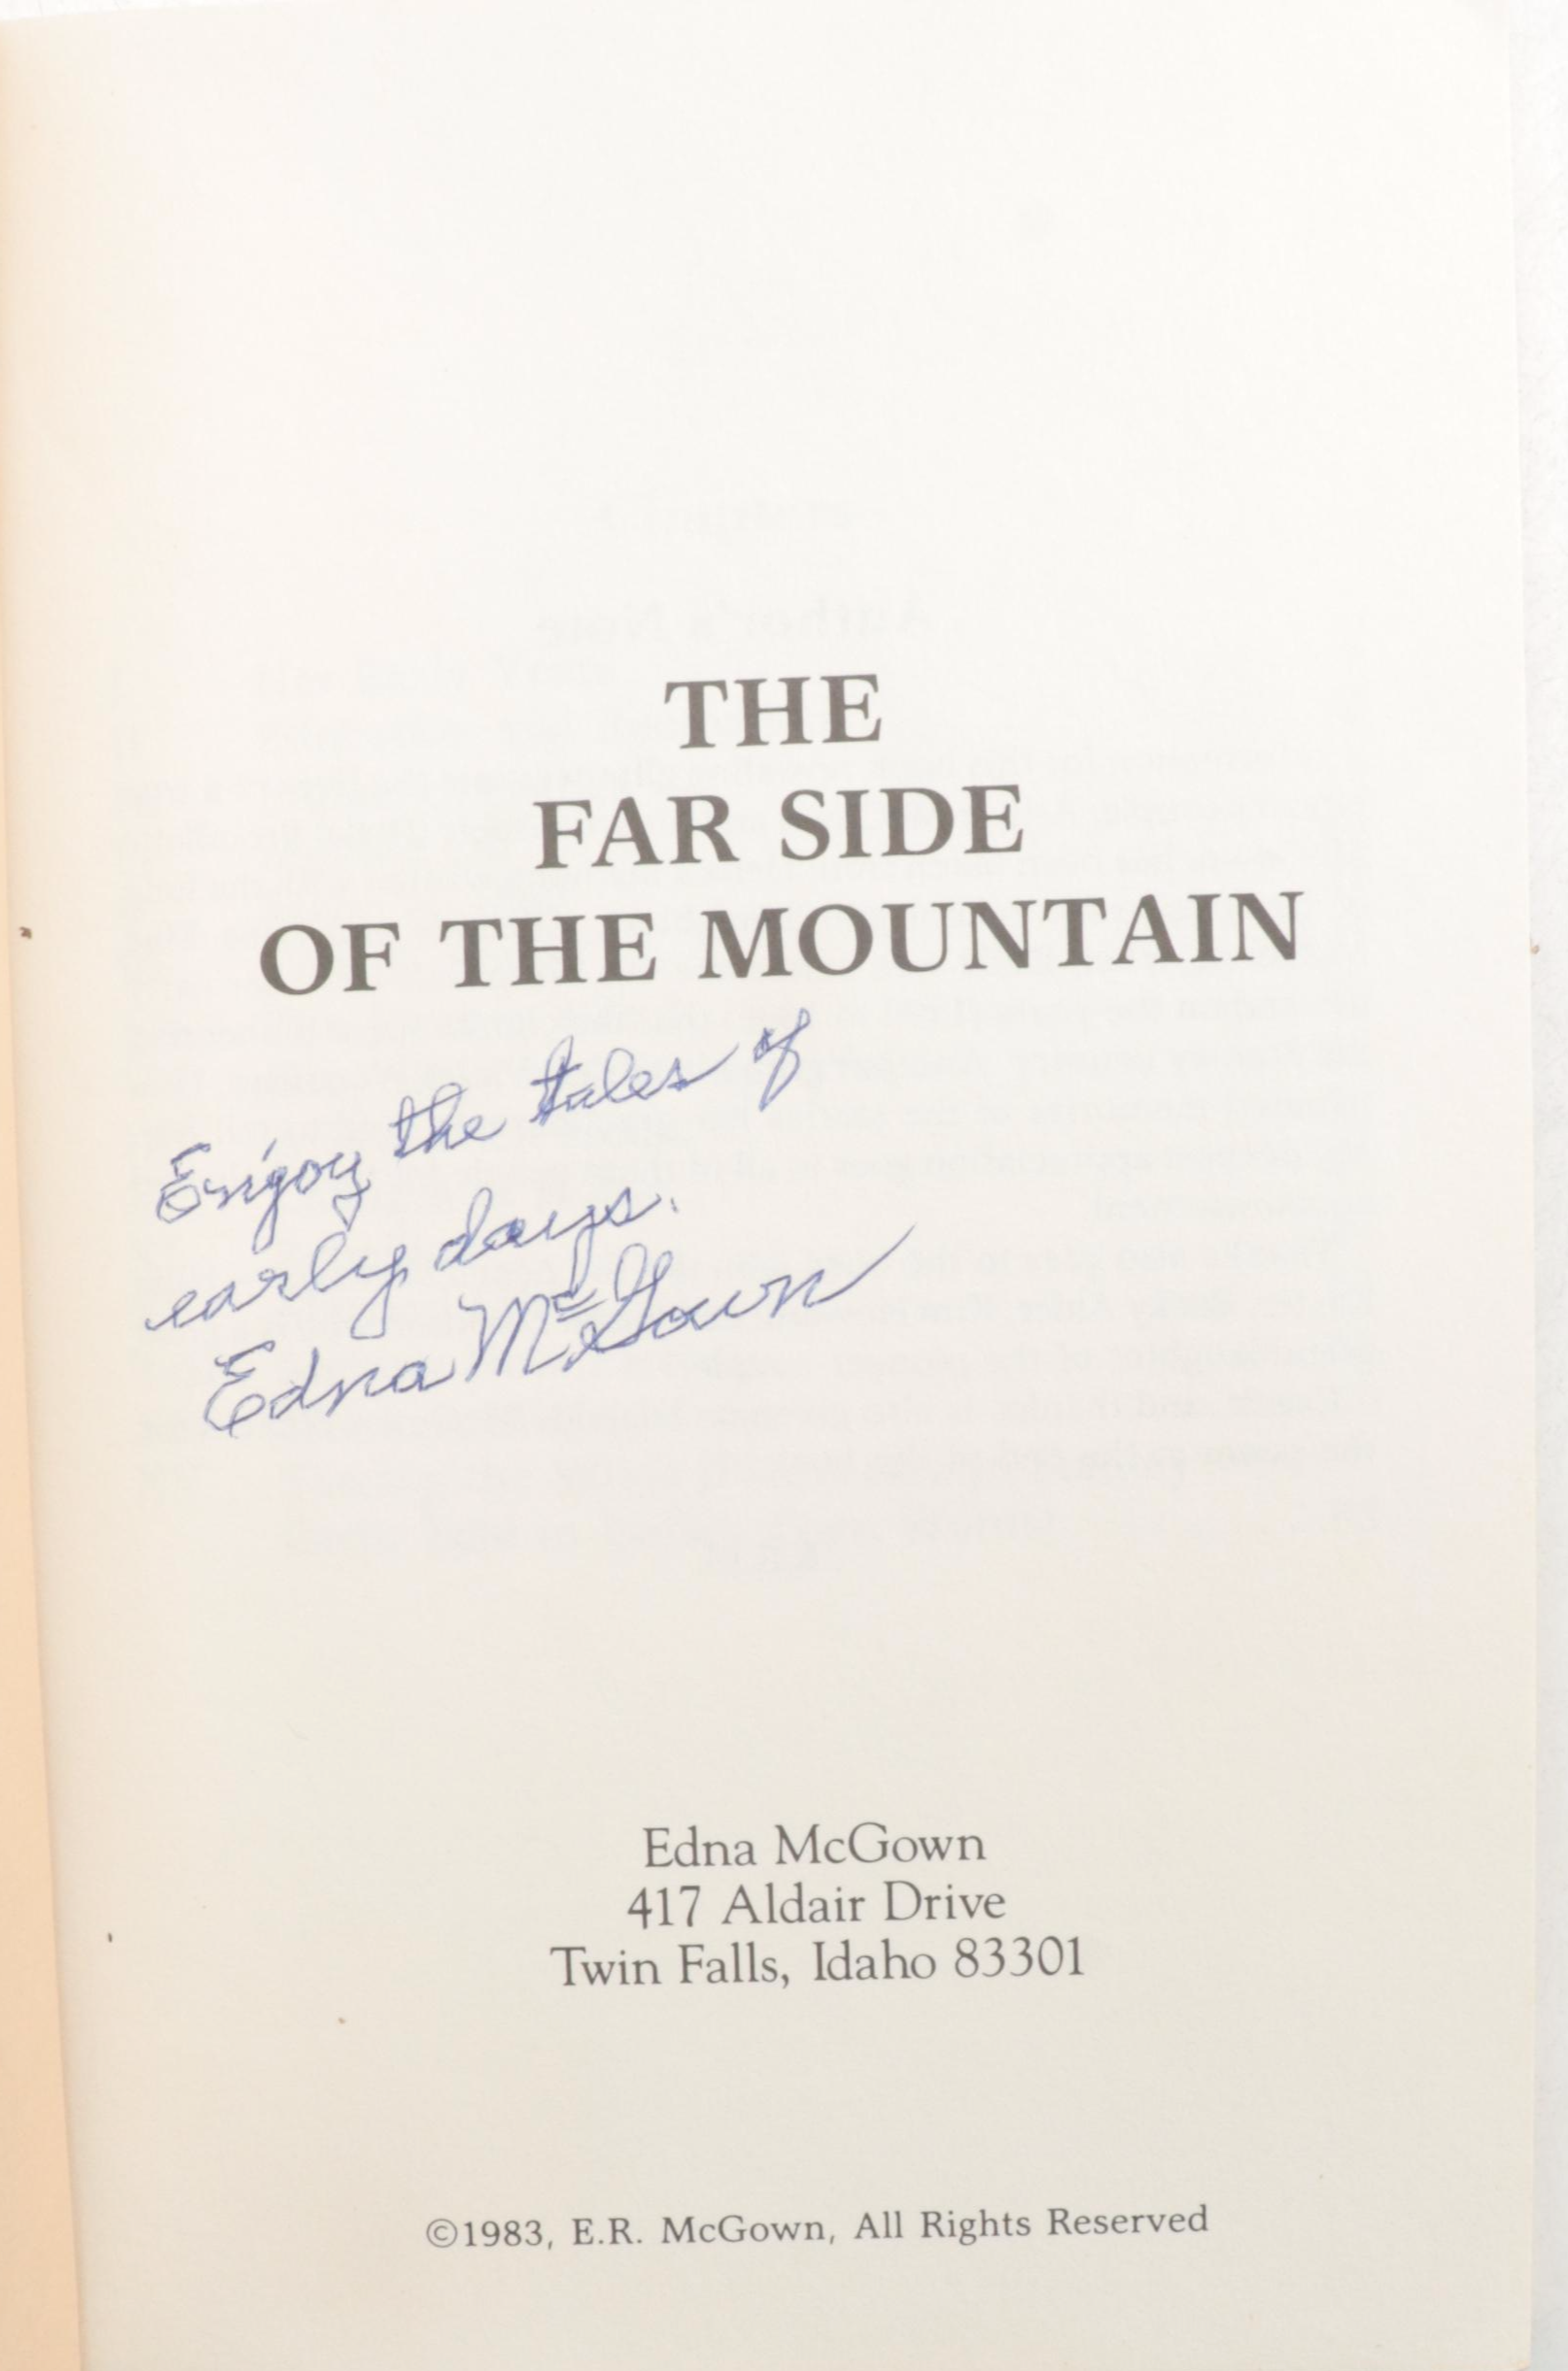 THE
FAR SIDE
OF THE MOUNTAIN
Enjoy the tales of
early days.
Edna McGown
Edna McGown
417 Aldair Drive
Twin Falls, Idaho 83301
©1983, E.R. McGown, All Rights Reserved